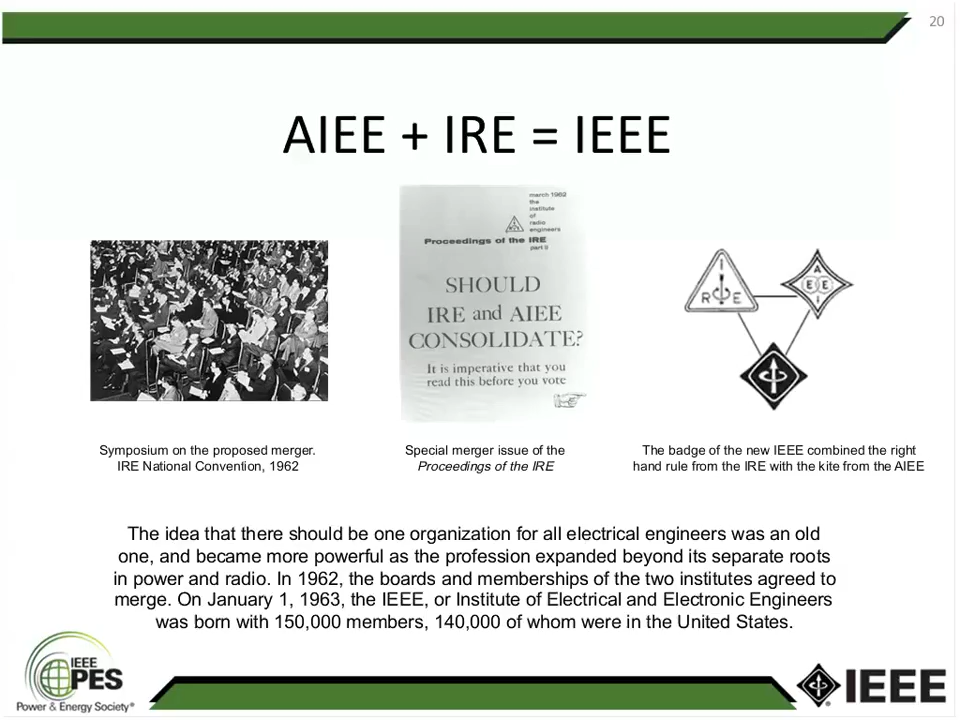 20
AIEE + IRE = IEEE
march 1962
the
institute
of
radio
engineers
Proceedings of the IRE
part II
SHOULD
IRE and AIEE
CONSOLIDATE?
It is imperative that you
read this before you vote
I
R E
A
E E
I
Symposium on the proposed merger.
IRE National Convention, 1962
Special merger issue of the
Proceedings of the IRE
The badge of the new IEEE combined the right
hand rule from the IRE with the kite from the AIEE
The idea that there should be one organization for all electrical engineers was an old
one, and became more powerful as the profession expanded beyond its separate roots
in power and radio. In 1962, the boards and memberships of the two institutes agreed to
merge. On January 1, 1963, the IEEE, or Institute of Electrical and Electronic Engineers
was born with 150,000 members, 140,000 of whom were in the United States.
IEEE
PES
Power & Energy Society®
IEEE